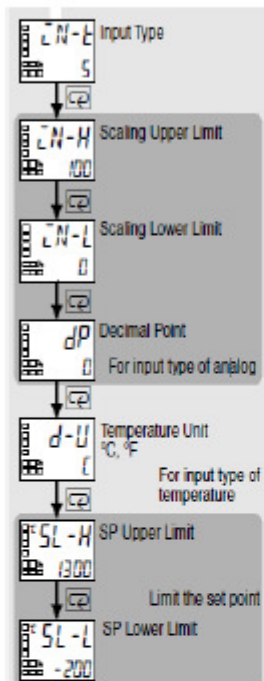 iN-t Input Type
5
iN-H Scaling Upper Limit
100
iN-L Scaling Lower Limit
0
dP Decimal Point
0 For input type of analog
d-U Temperature Unit
°C, °F
C For input type of
temperature
°C SL-H SP Upper Limit
1300
Limit the set point
°C SL-L SP Lower Limit
-200